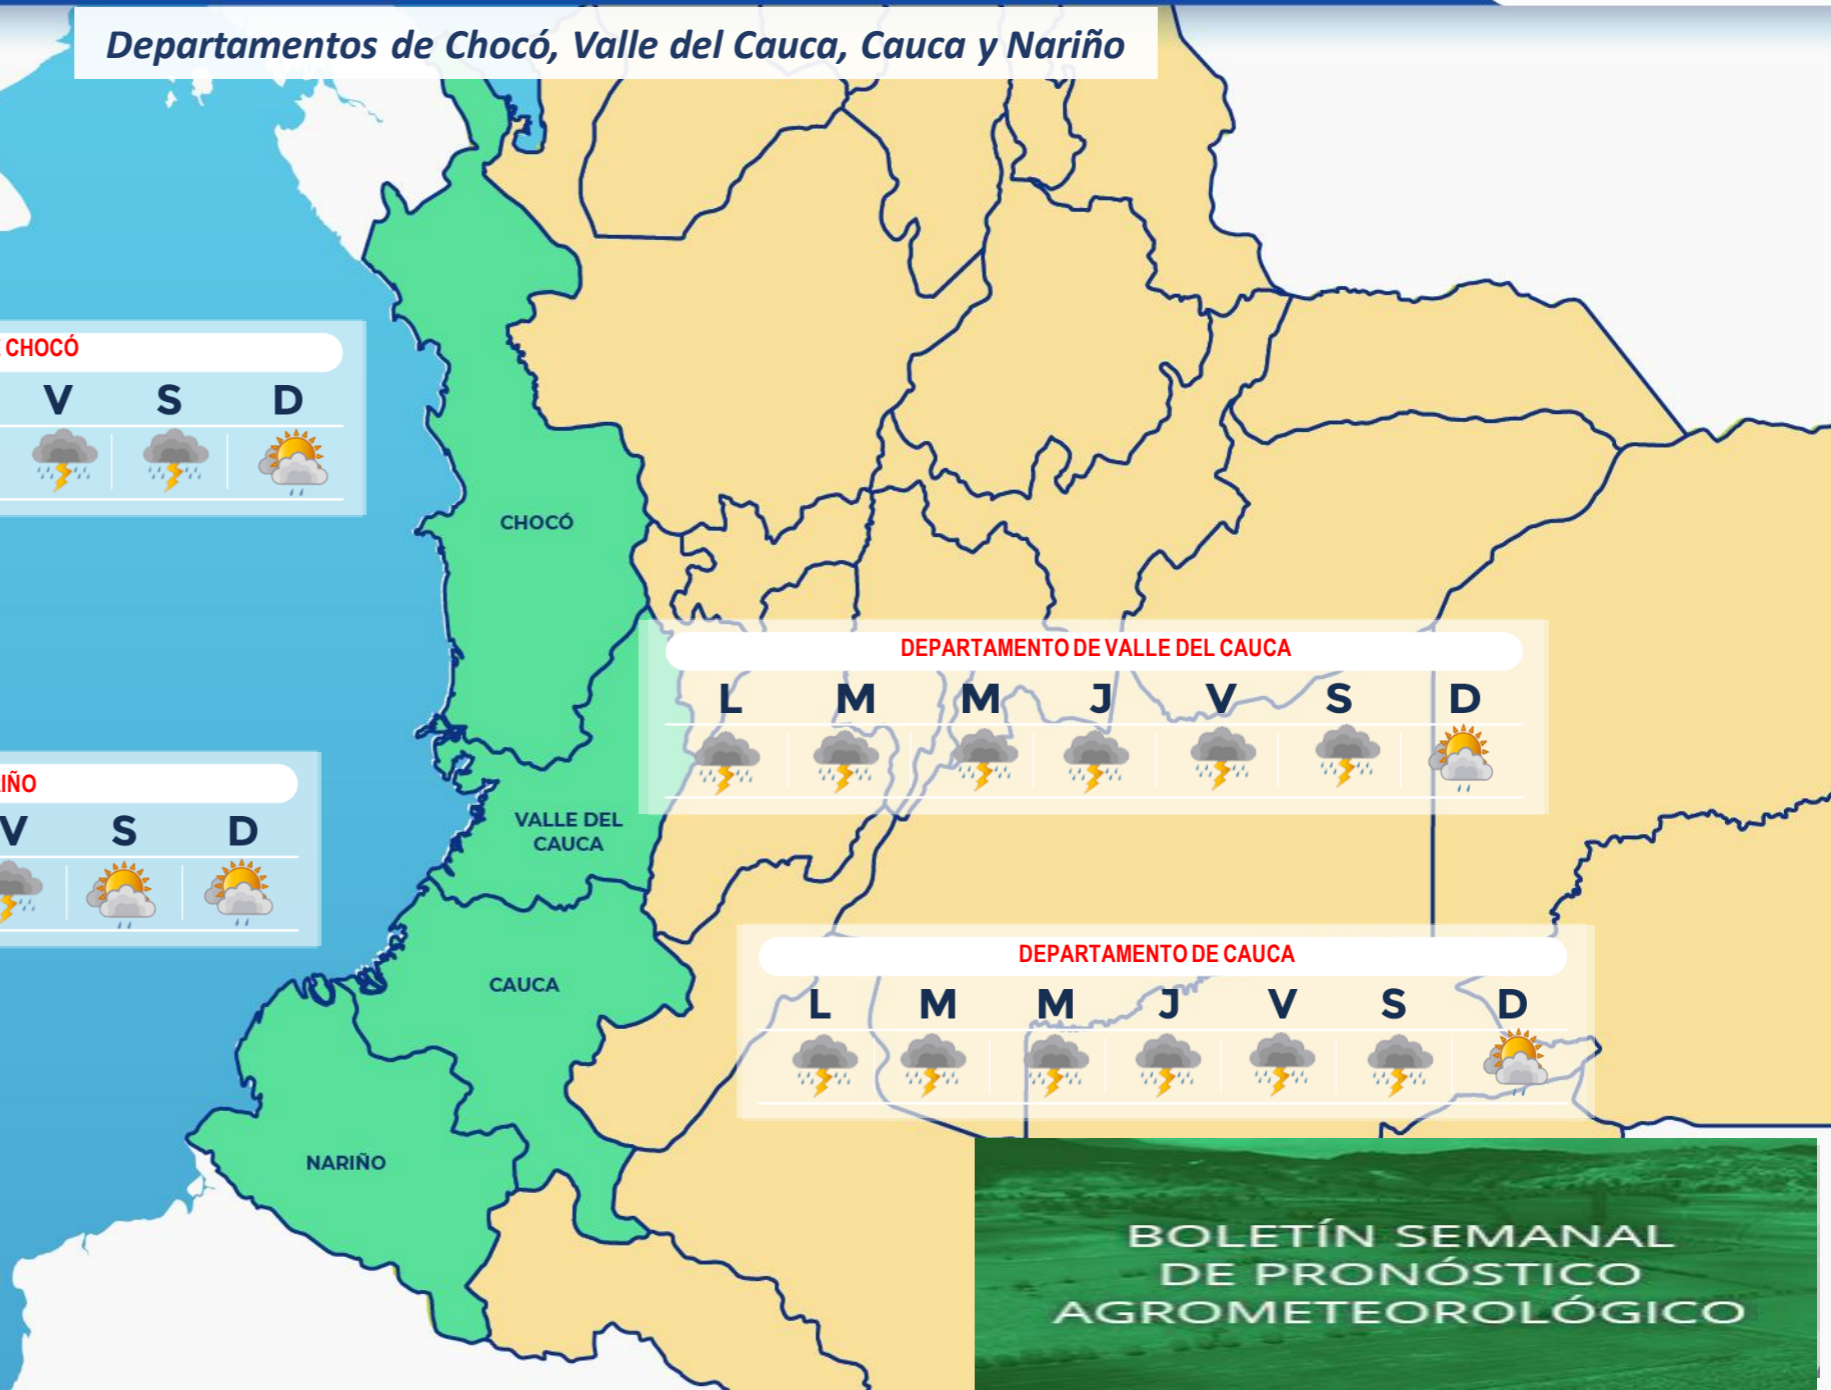 Departamentos de Chocó, Valle del Cauca, Cauca y Nariño
CHOCÓ
V S D
CHOCÓ
DEPARTAMENTO DE VALLE DEL CAUCA
L M M J V S D
V S D
VALLE DEL
CAUCA
DEPARTAMENTO DE CAUCA
L M M J V S D
CAUCA
NARIÑO
BOLETÍN SEMANAL
DE PRONÓSTICO
AGROMETEOROLÓGICO